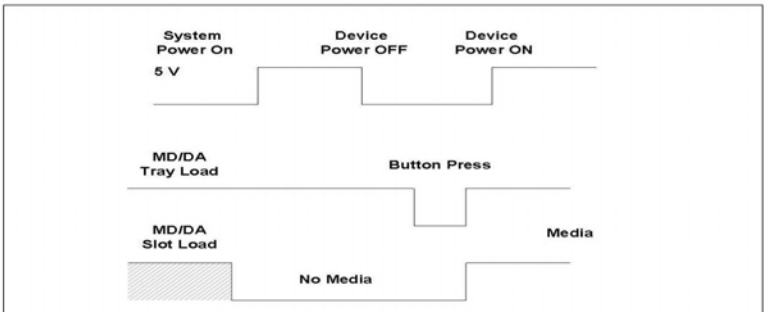 System
Power On
Device
Power OFF
Device
Power ON
5 V
MD/DA
Tray Load
Button Press
MD/DA
Slot Load
Media
No Media